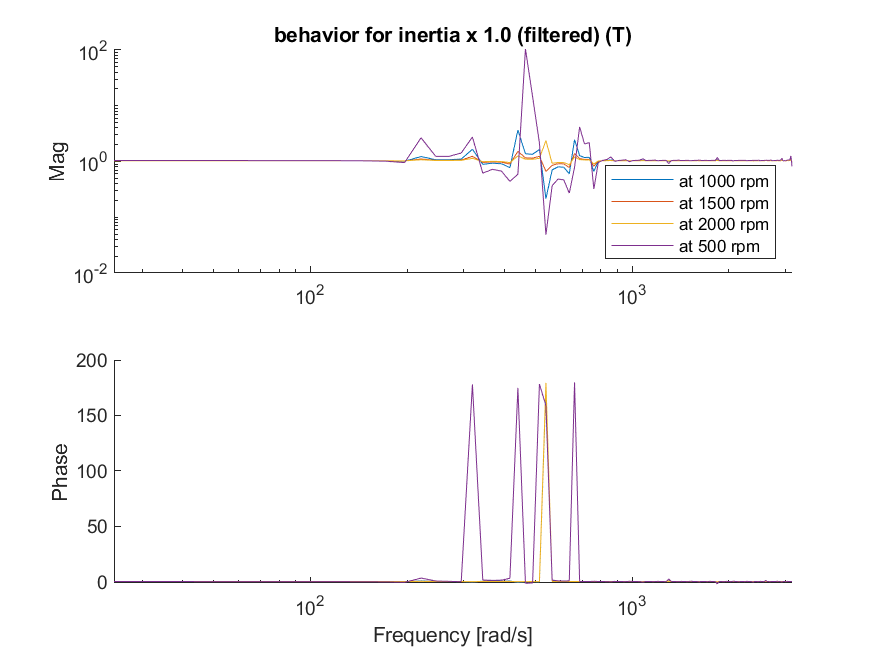 behavior for inertia x 1.0 (filtered) (T)
10^2
10^0
10^-2
Mag
at 1000 rpm
at 1500 rpm
at 2000 rpm
at 500 rpm
10^2
10^3
200
150
100
50
0
Phase
10^2
10^3
Frequency [rad/s]